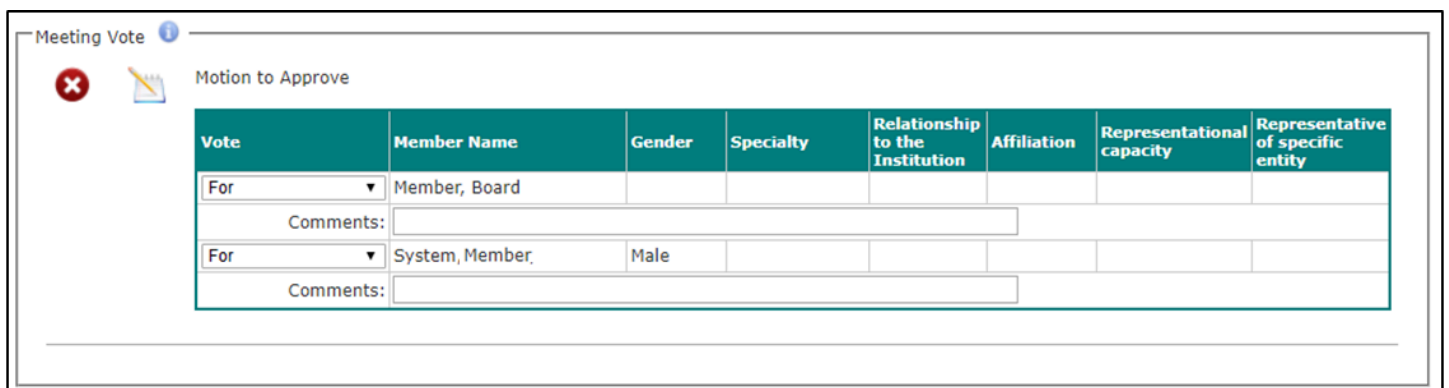 Meeting Vote
Motion to Approve
Vote Member Name Gender Specialty Relationship to the Institution Affiliation Representational capacity Representative of specific entity
For Member, Board
Comments:
For System, Member, Male
Comments: